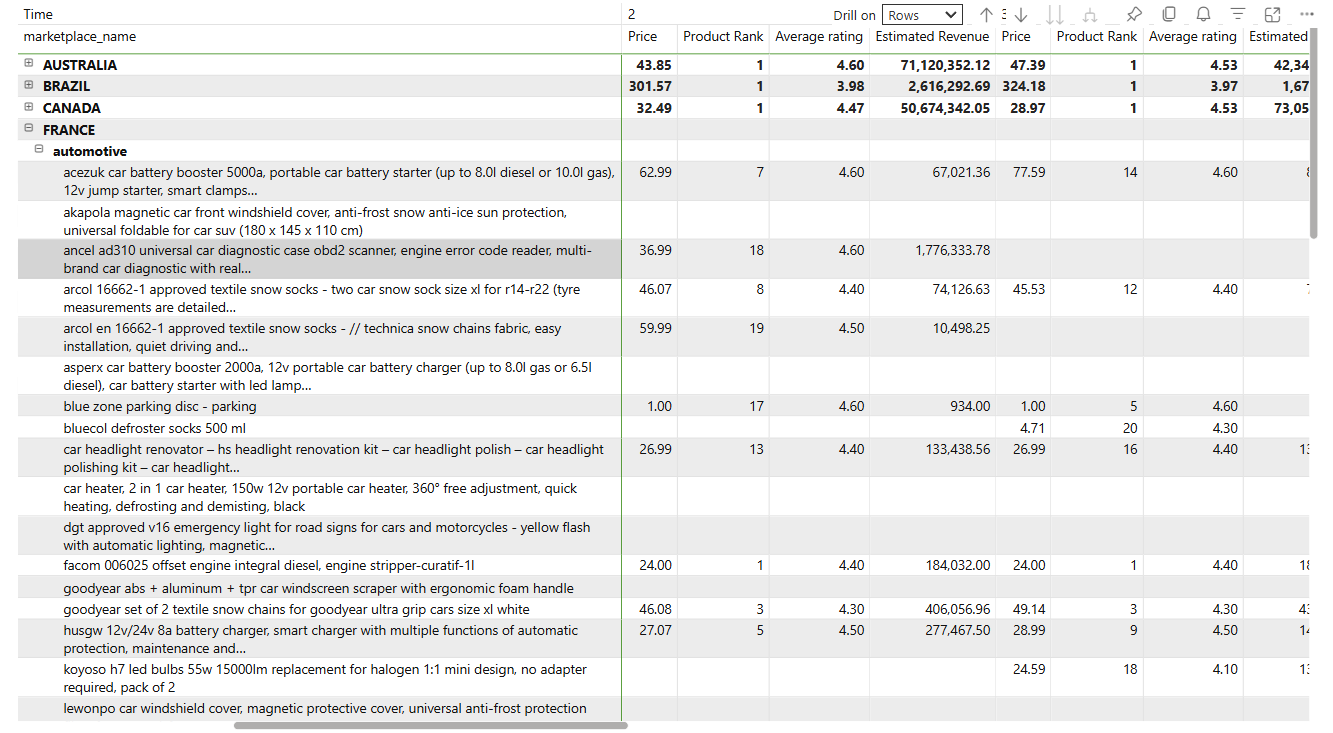 Time 2 Drill on Rows 3
marketplace_name Price Product Rank Average rating Estimated Revenue Price Product Rank Average rating Estimated
AUSTRALIA 43.85 1 4.60 71,120,352.12 47.39 1 4.53 42,34
BRAZIL 301.57 1 3.98 2,616,292.69 324.18 1 3.97 1,67
CANADA 32.49 1 4.47 50,674,342.05 28.97 1 4.53 73,05
FRANCE
automotive
acezuk car battery booster 5000a, portable car battery starter (up to 8.0l diesel or 10.0l gas), 62.99 7 4.60 67,021.36 77.59 14 4.60
12v jump starter, smart clamps...
akapola magnetic car front windshield cover, anti-frost snow anti-ice sun protection,
universal foldable for car suv (180 x 145 x 110 cm)
ancel ad310 universal car diagnostic case obd2 scanner, engine error code reader, multi- 36.99 18 4.60 1,776,333.78
brand car diagnostic with real...
arcol 16662-1 approved textile snow socks - two car snow sock size xl for r14-r22 (tyre 46.07 8 4.40 74,126.63 45.53 12 4.40
measurements are detailed...
arcol en 16662-1 approved textile snow socks - // technica snow chains fabric, easy 59.99 19 4.50 10,498.25
installation, quiet driving and...
asperx car battery booster 2000a, 12v portable car battery charger (up to 8.0l gas or 6.5l
diesel), car battery starter with led lamp...
blue zone parking disc - parking 1.00 17 4.60 934.00 1.00 5 4.60
bluecol defroster socks 500 ml 4.71 20 4.30
car headlight renovator – hs headlight renovation kit – car headlight polish – car headlight 26.99 13 4.40 133,438.56 26.99 16 4.40 13
polishing kit – car headlight...
car heater, 2 in 1 car heater, 150w 12v portable car heater, 360° free adjustment, quick
heating, defrosting and demisting, black
dgt approved v16 emergency light for road signs for cars and motorcycles - yellow flash
with automatic lighting, magnetic...
facom 006025 offset engine integral diesel, engine stripper-curatif-1l 24.00 1 4.40 184,032.00 24.00 1 4.40 18
goodyear abs + aluminum + tpr car windscreen scraper with ergonomic foam handle
goodyear set of 2 textile snow chains for goodyear ultra grip cars size xl white 46.08 3 4.30 406,056.96 49.14 3 4.30 43
husgw 12v/24v 8a battery charger, smart charger with multiple functions of automatic 27.07 5 4.50 277,467.50 28.99 9 4.50 14
protection, maintenance and...
koyoso h7 led bulbs 55w 15000lm replacement for halogen 1:1 mini design, no adapter 24.59 18 4.10 13
required, pack of 2
lewonpo car windshield cover, magnetic protective cover, universal anti-frost protection